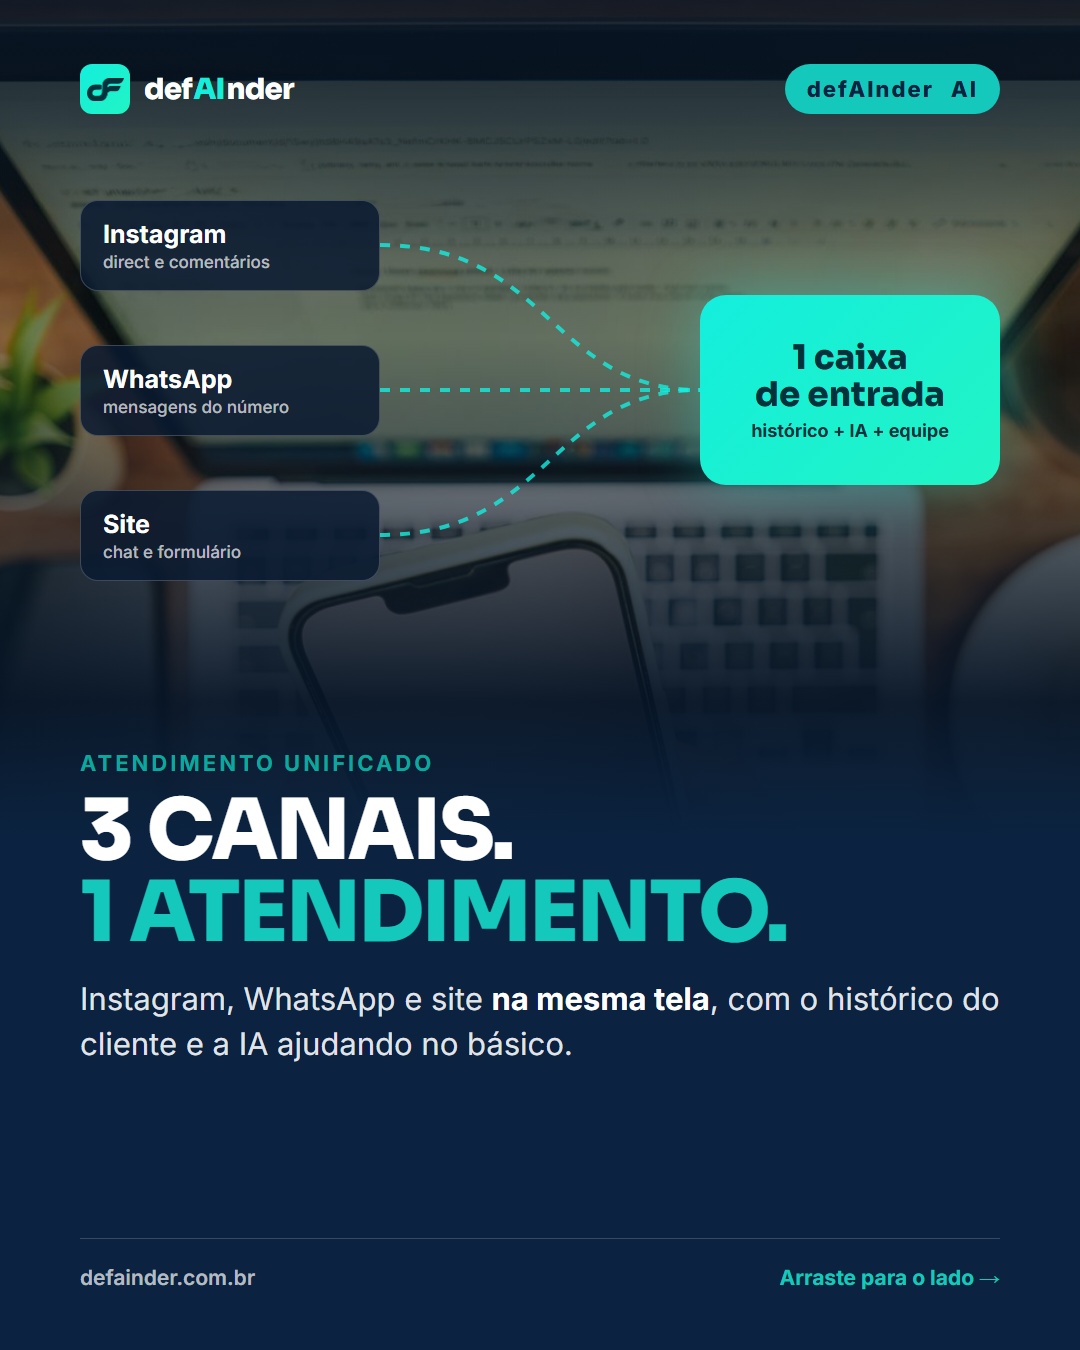 defAInder
defAInder AI
Instagram
direct e comentários
WhatsApp
mensagens do número
Site
chat e formulário
1 caixa
de entrada
histórico + IA + equipe
ATENDIMENTO UNIFICADO
3 CANAIS.
1 ATENDIMENTO.
Instagram, WhatsApp e site na mesma tela, com o histórico do
cliente e a IA ajudando no básico.
defainder.com.br
Arraste para o lado →